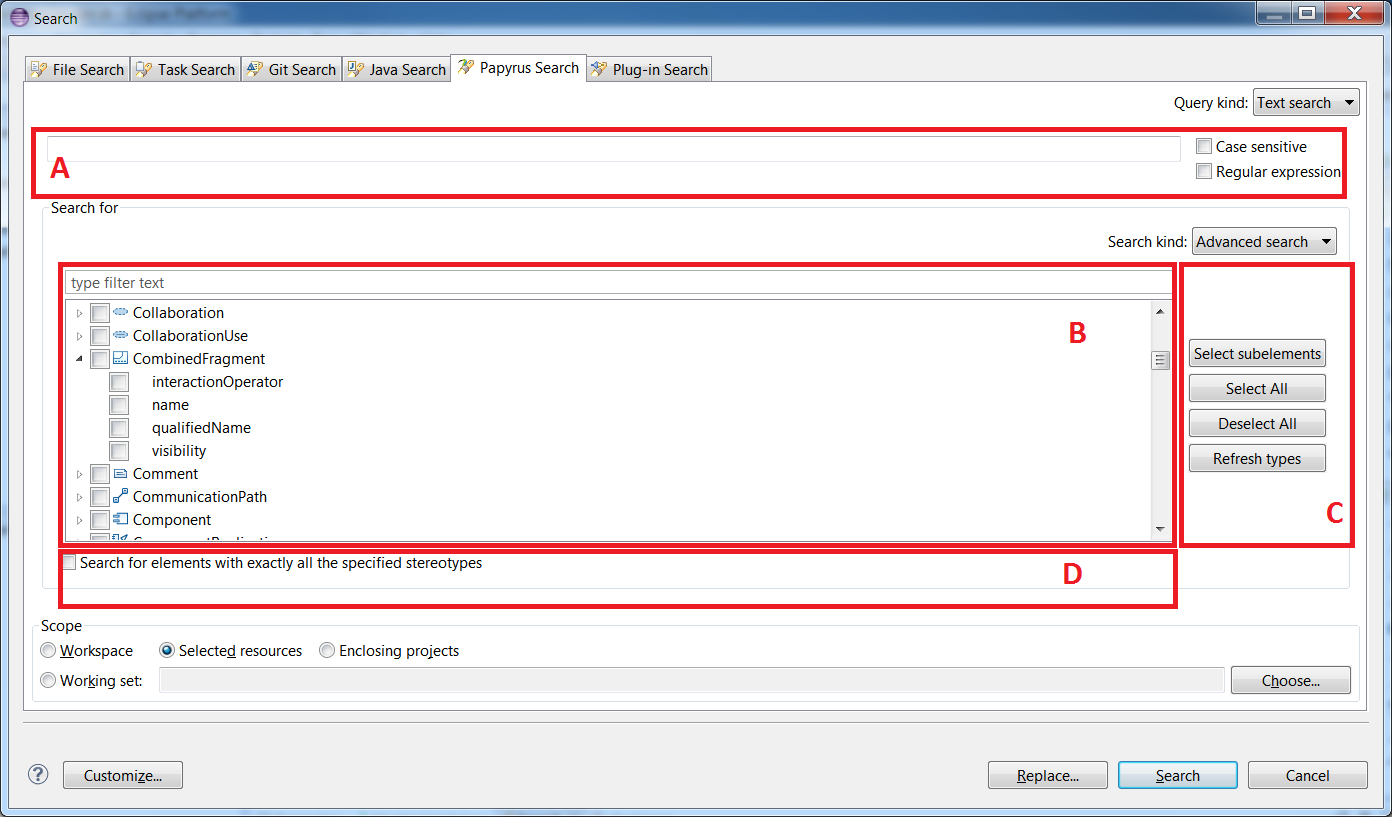 Search
File Search Task Search Git Search Java Search Papyrus Search Plug-in Search
Query kind: Text search
A
Case sensitive
Regular expression
Search for
Search kind: Advanced search
type filter text
B
Collaboration
CollaborationUse
CombinedFragment
interactionOperator
name
qualifiedName
visibility
Comment
CommunicationPath
Component
Select subelements
Select All
Deselect All
Refresh types
C
Search for elements with exactly all the specified stereotypes
D
Scope
Workspace Selected resources Enclosing projects
Working set: Choose...
? Customize... Replace... Search Cancel